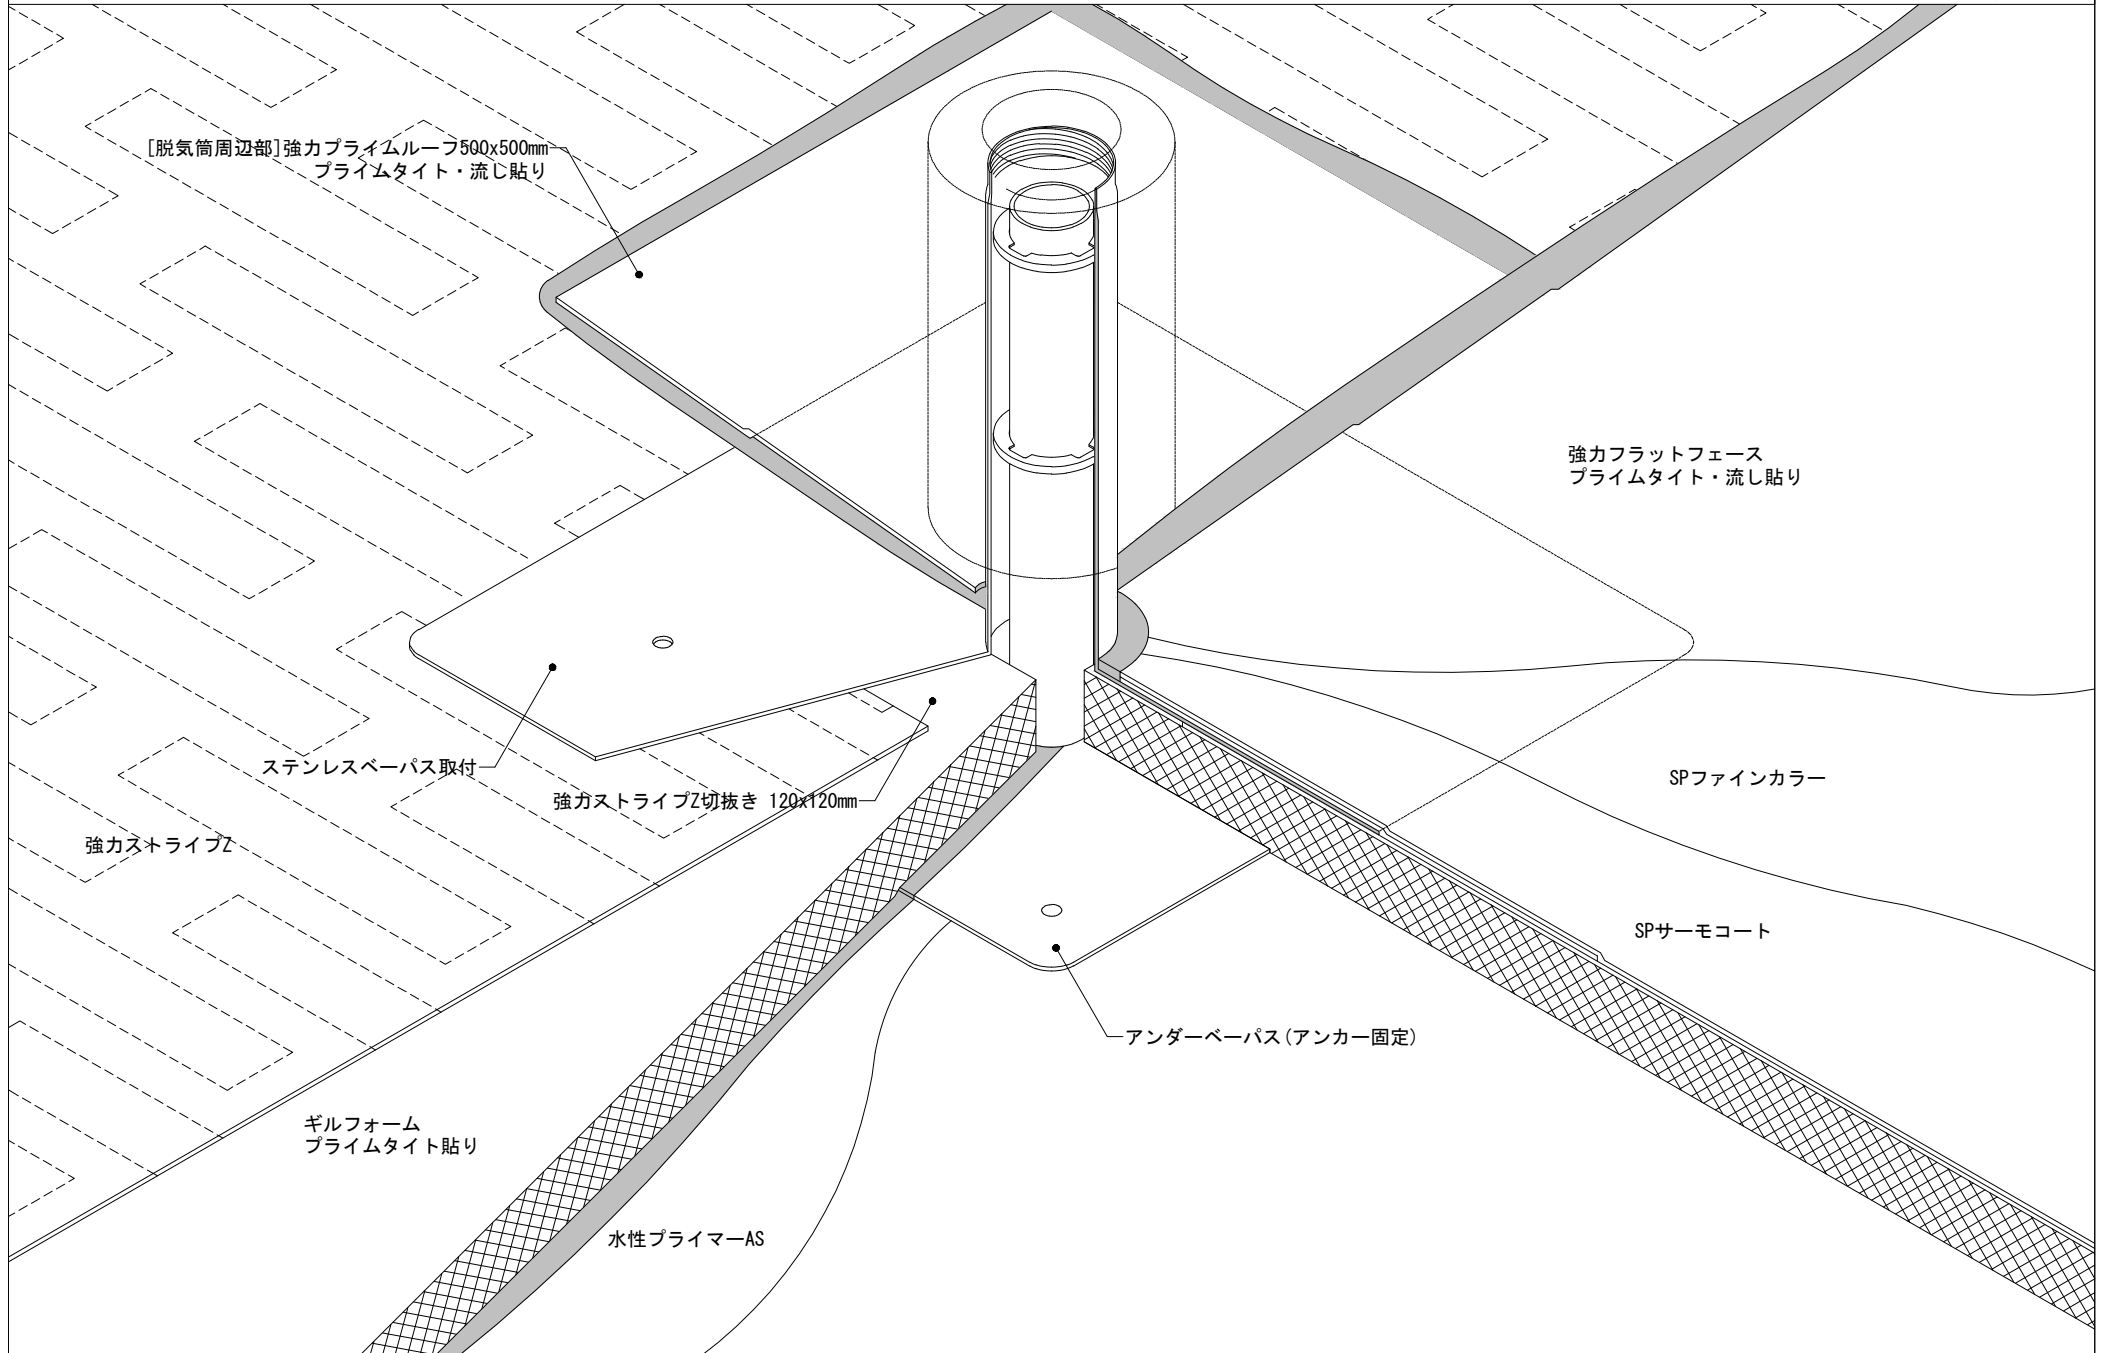 [脱気筒周辺部]強力プライムルーフ500x500mm
プライムタイト・流し貼り
強力フラットフェース
プライムタイト・流し貼り
ステンレスベーパス取付
SPファインカラー
強力ストライプZ切抜き 120x120mm
強力ストライプZ
SPサーモコート
アンダーベーパス(アンカー固定)
ギルフォーム
プライムタイト貼り
水性プライマーAS